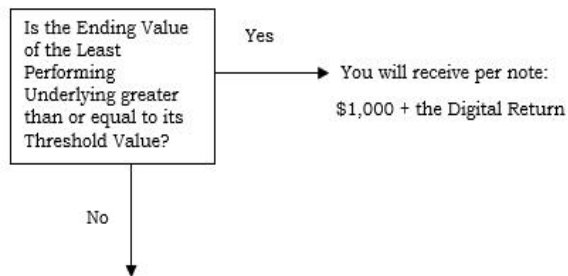 Is the Ending Value
of the Least
Performing
Underlying greater
than or equal to its
Threshold Value?
Yes
You will receive per note:
$1,000 + the Digital Return
No